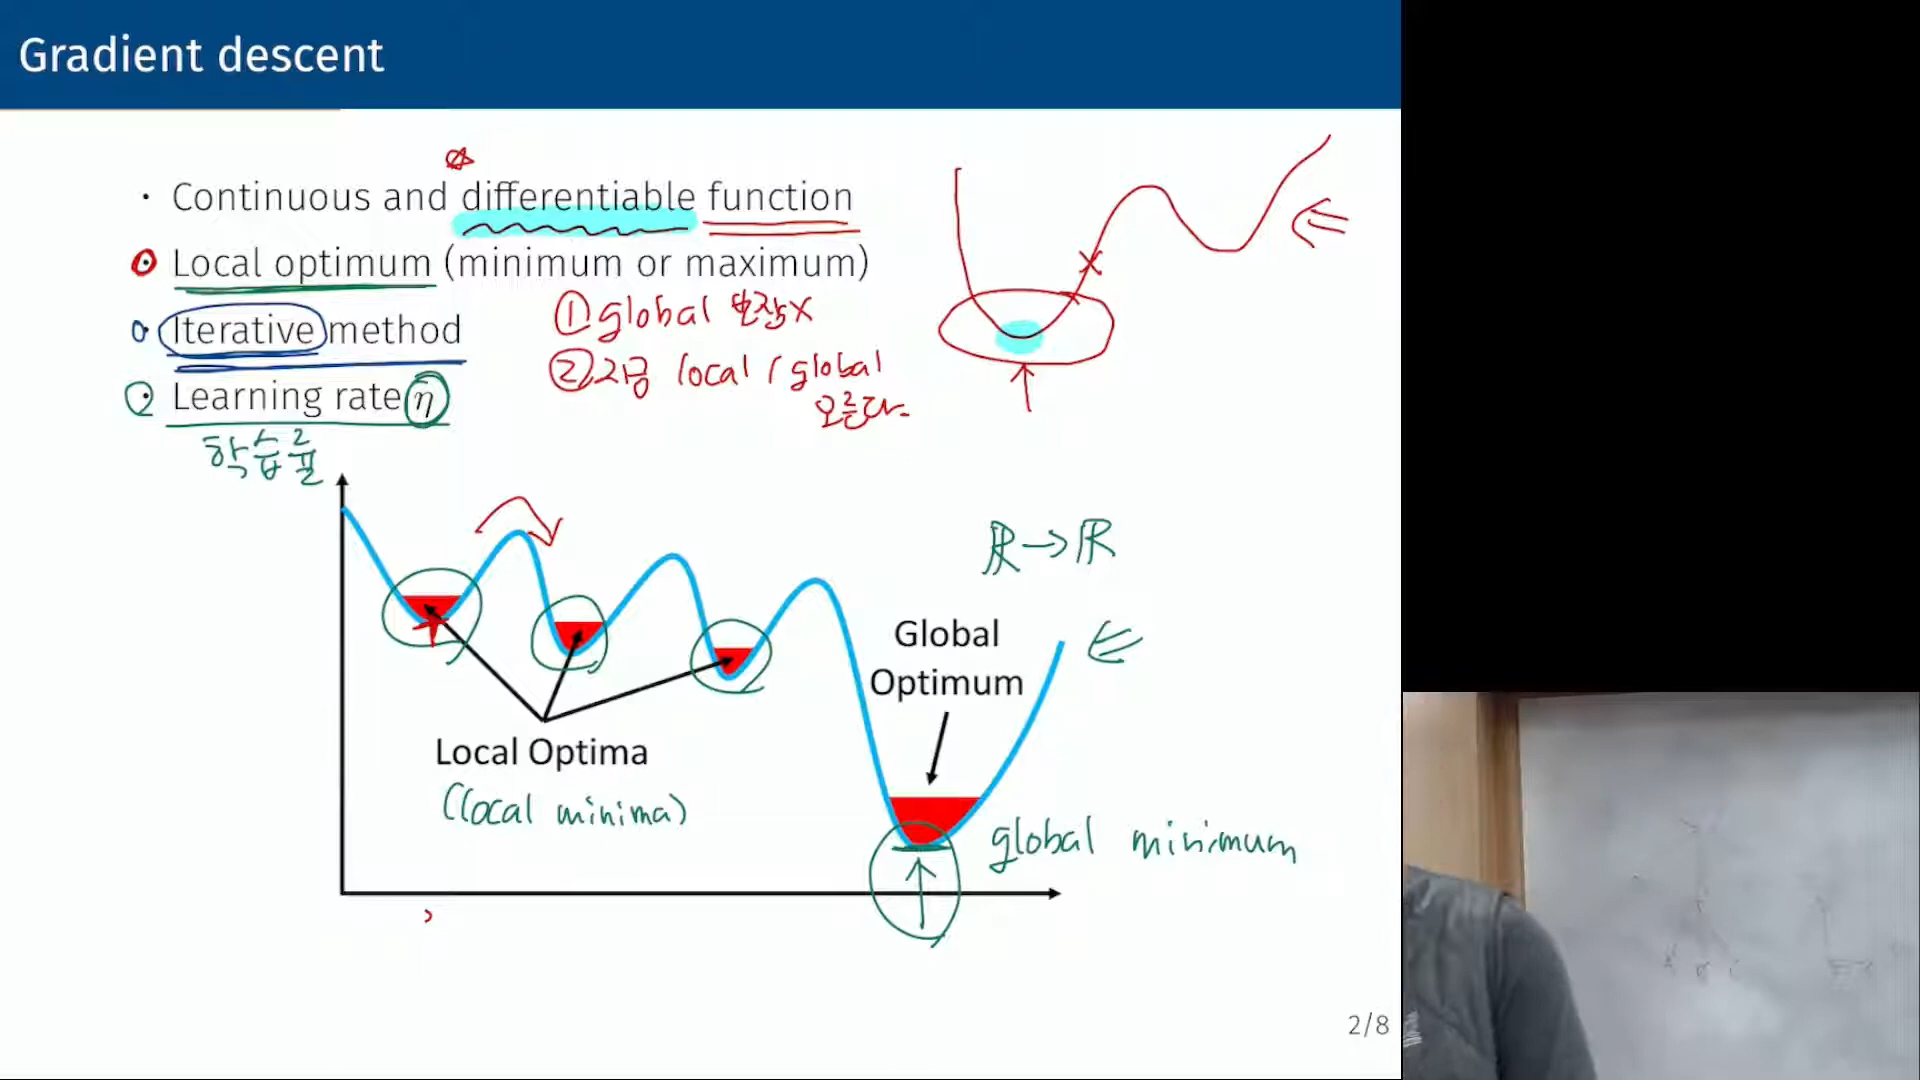 Gradient descent
· Continuous and differentiable function
· Local optimum (minimum or maximum)
① global 보장x
· Iterative method
② 지금 local / global
모른다.
· Learning rate η
학습률
ℝ→ℝ
Global
Optimum
Local Optima
(local minima)
global minimum
2/8